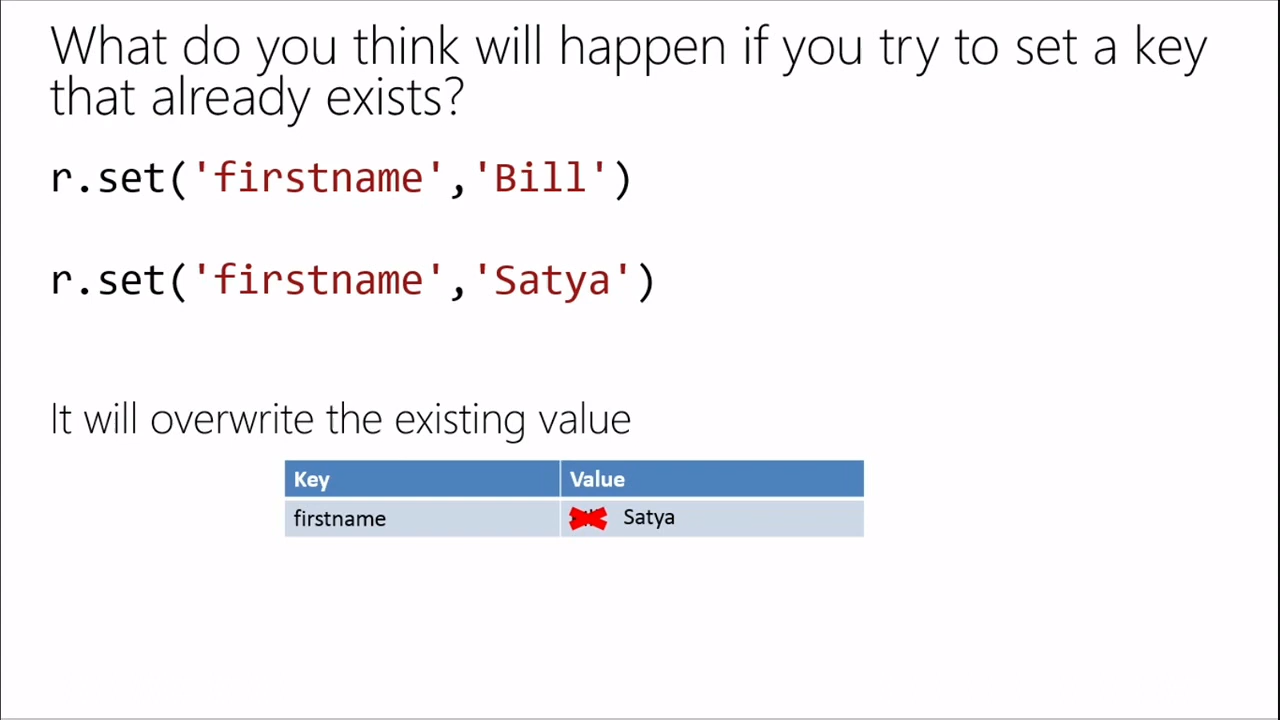 What do you think will happen if you try to set a key
that already exists?
r.set('firstname','Bill')
r.set('firstname','Satya')
It will overwrite the existing value
Key Value
firstname Satya